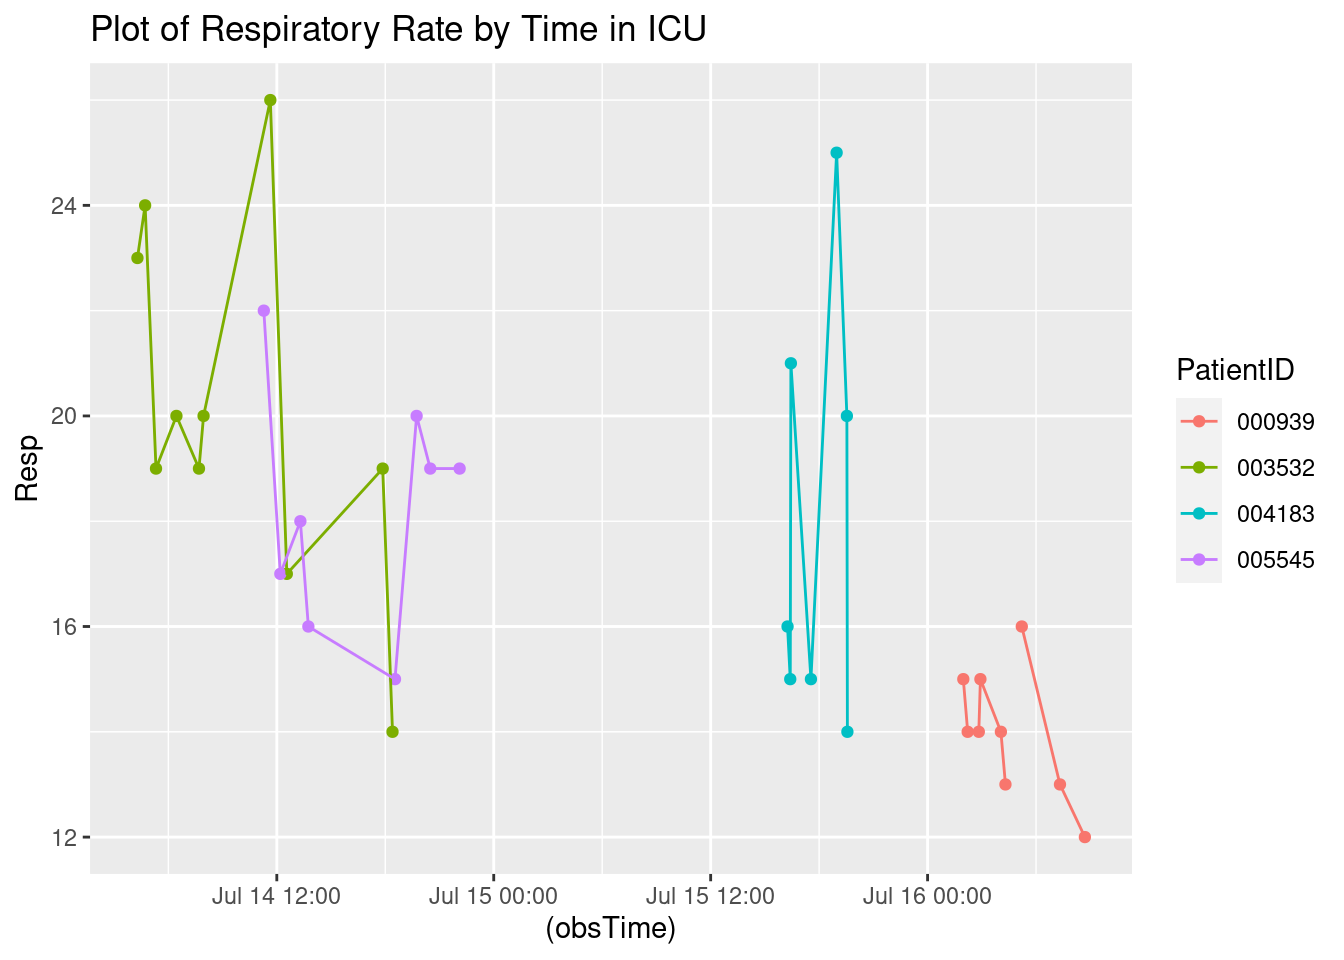 Plot of Respiratory Rate by Time in ICU
24
20
16
12
Resp
Jul 14 12:00
Jul 15 00:00
Jul 15 12:00
Jul 16 00:00
(obsTime)
PatientID
000939
003532
004183
005545